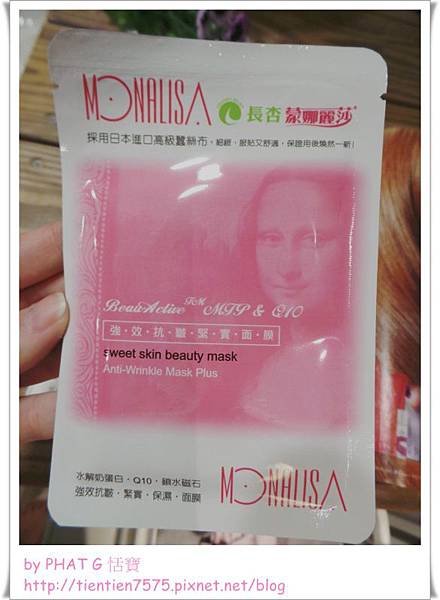 MONALISA 長杏 蒙娜麗莎
採用日本進口高級蠶絲布，細緻、服貼又舒適，保證用後煥然一新！
BeauActive™ MTP & Q10
強・效・抗・皺・緊・實・面・膜
sweet skin beauty mask
Anti-Wrinkle Mask Plus
水解奶蛋白・Q10・鎖水磁石
強效抗皺・緊實・保濕・面膜
MONALISA
by PHAT G 恬寶
http://tientien7575.pixnet.net/blog